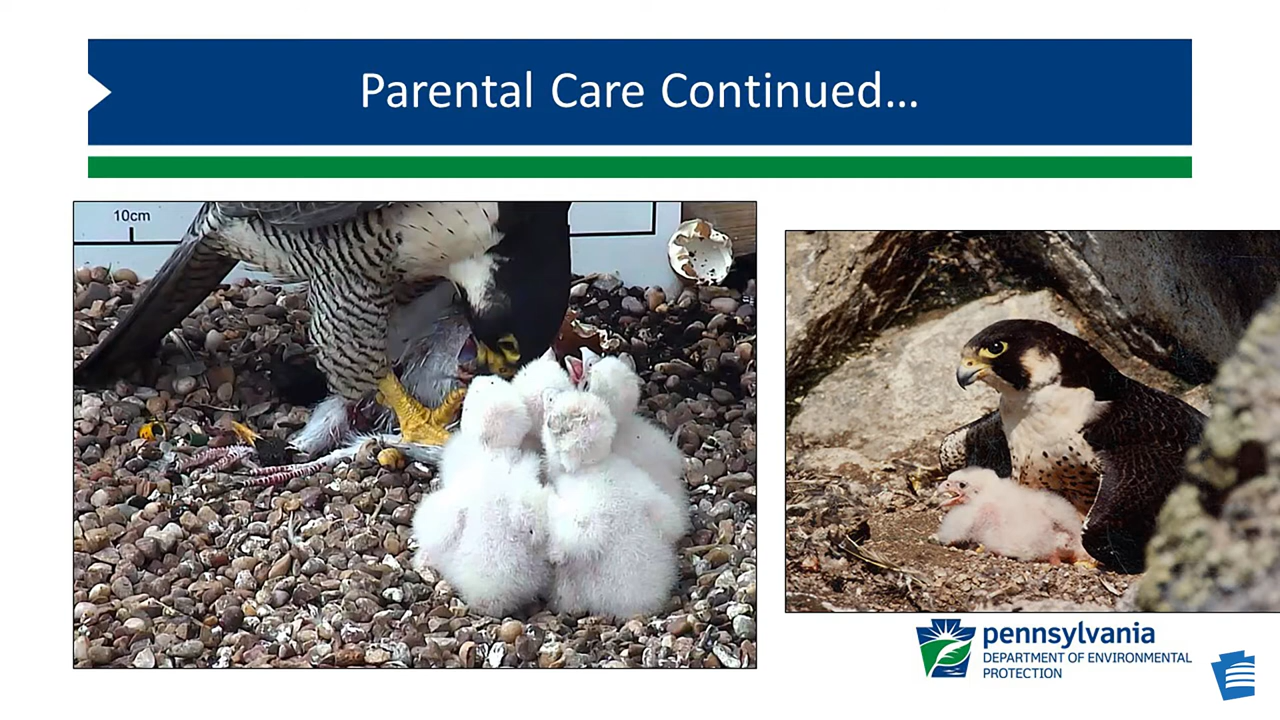 Parental Care Continued...
10cm
pennsylvania
DEPARTMENT OF ENVIRONMENTAL
PROTECTION